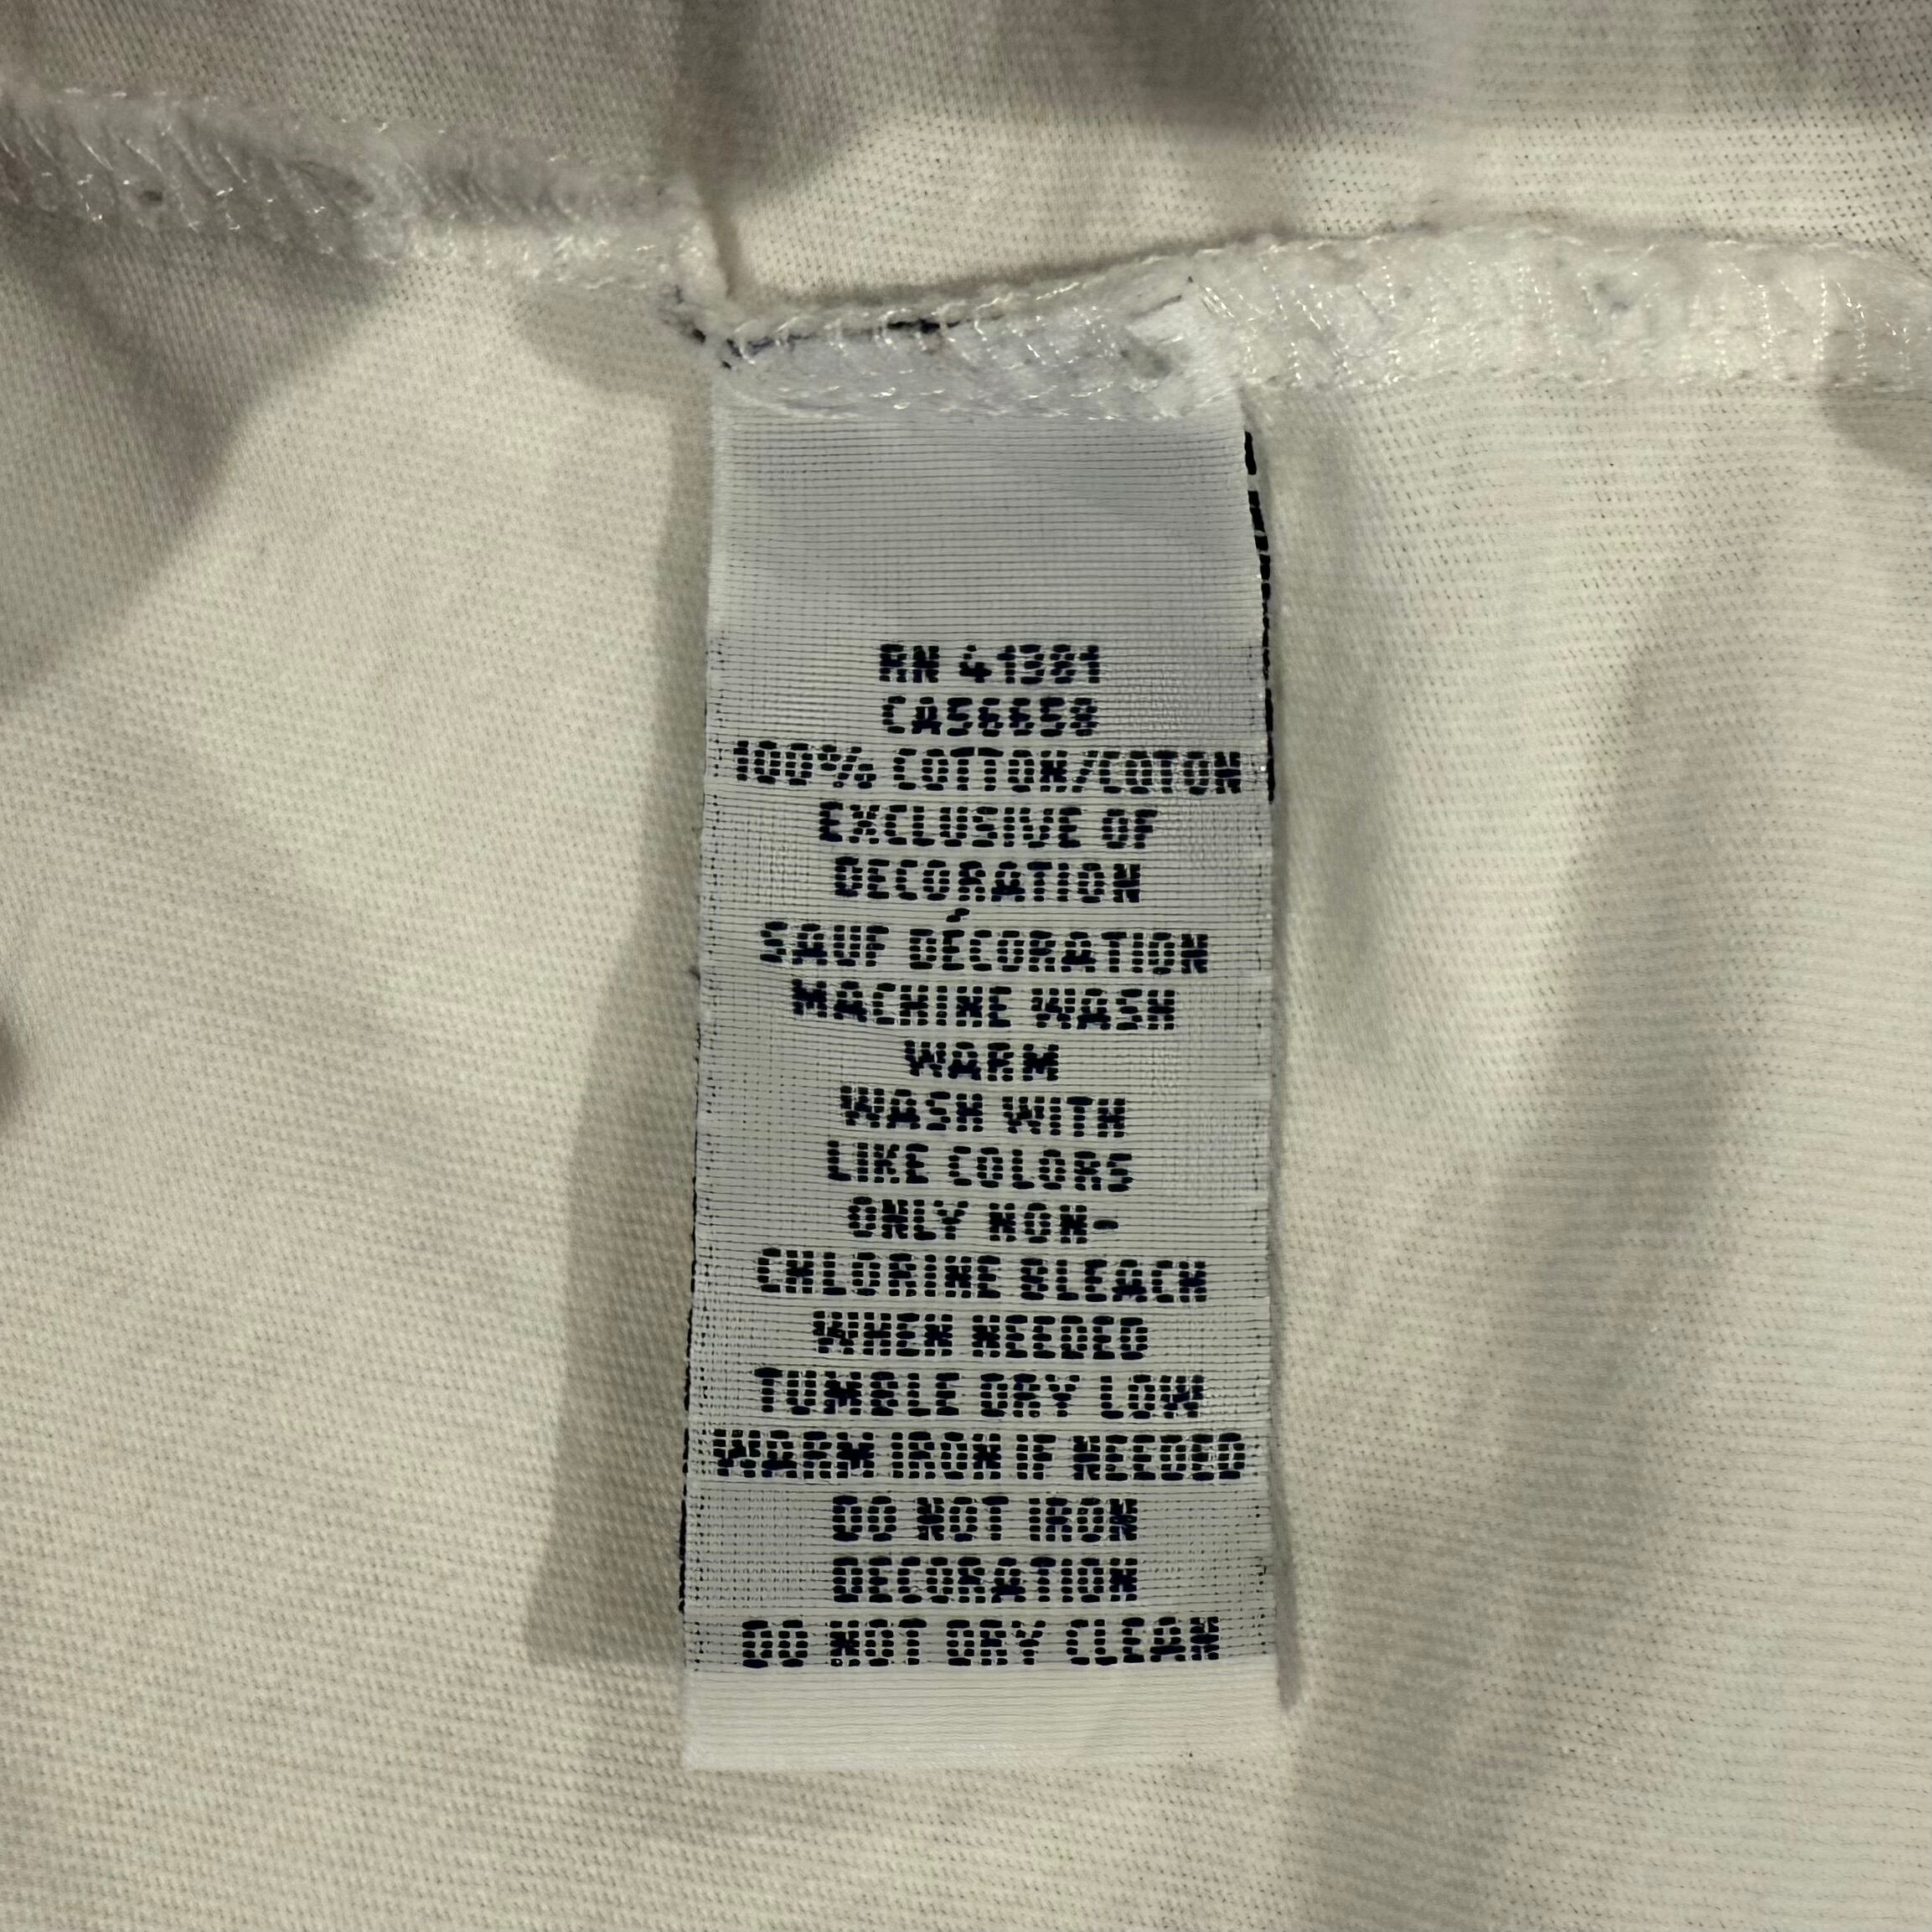 RN 41381
CA56658
100% COTTON/COTON
EXCLUSIVE OF
DECORATION
SAUF DÉCORATION
MACHINE WASH
WARM
WASH WITH
LIKE COLORS
ONLY NON-
CHLORINE BLEACH
WHEN NEEDED
TUMBLE DRY LOW
WARM IRON IF NEEDED
DO NOT IRON
DECORATION
DO NOT DRY CLEAN